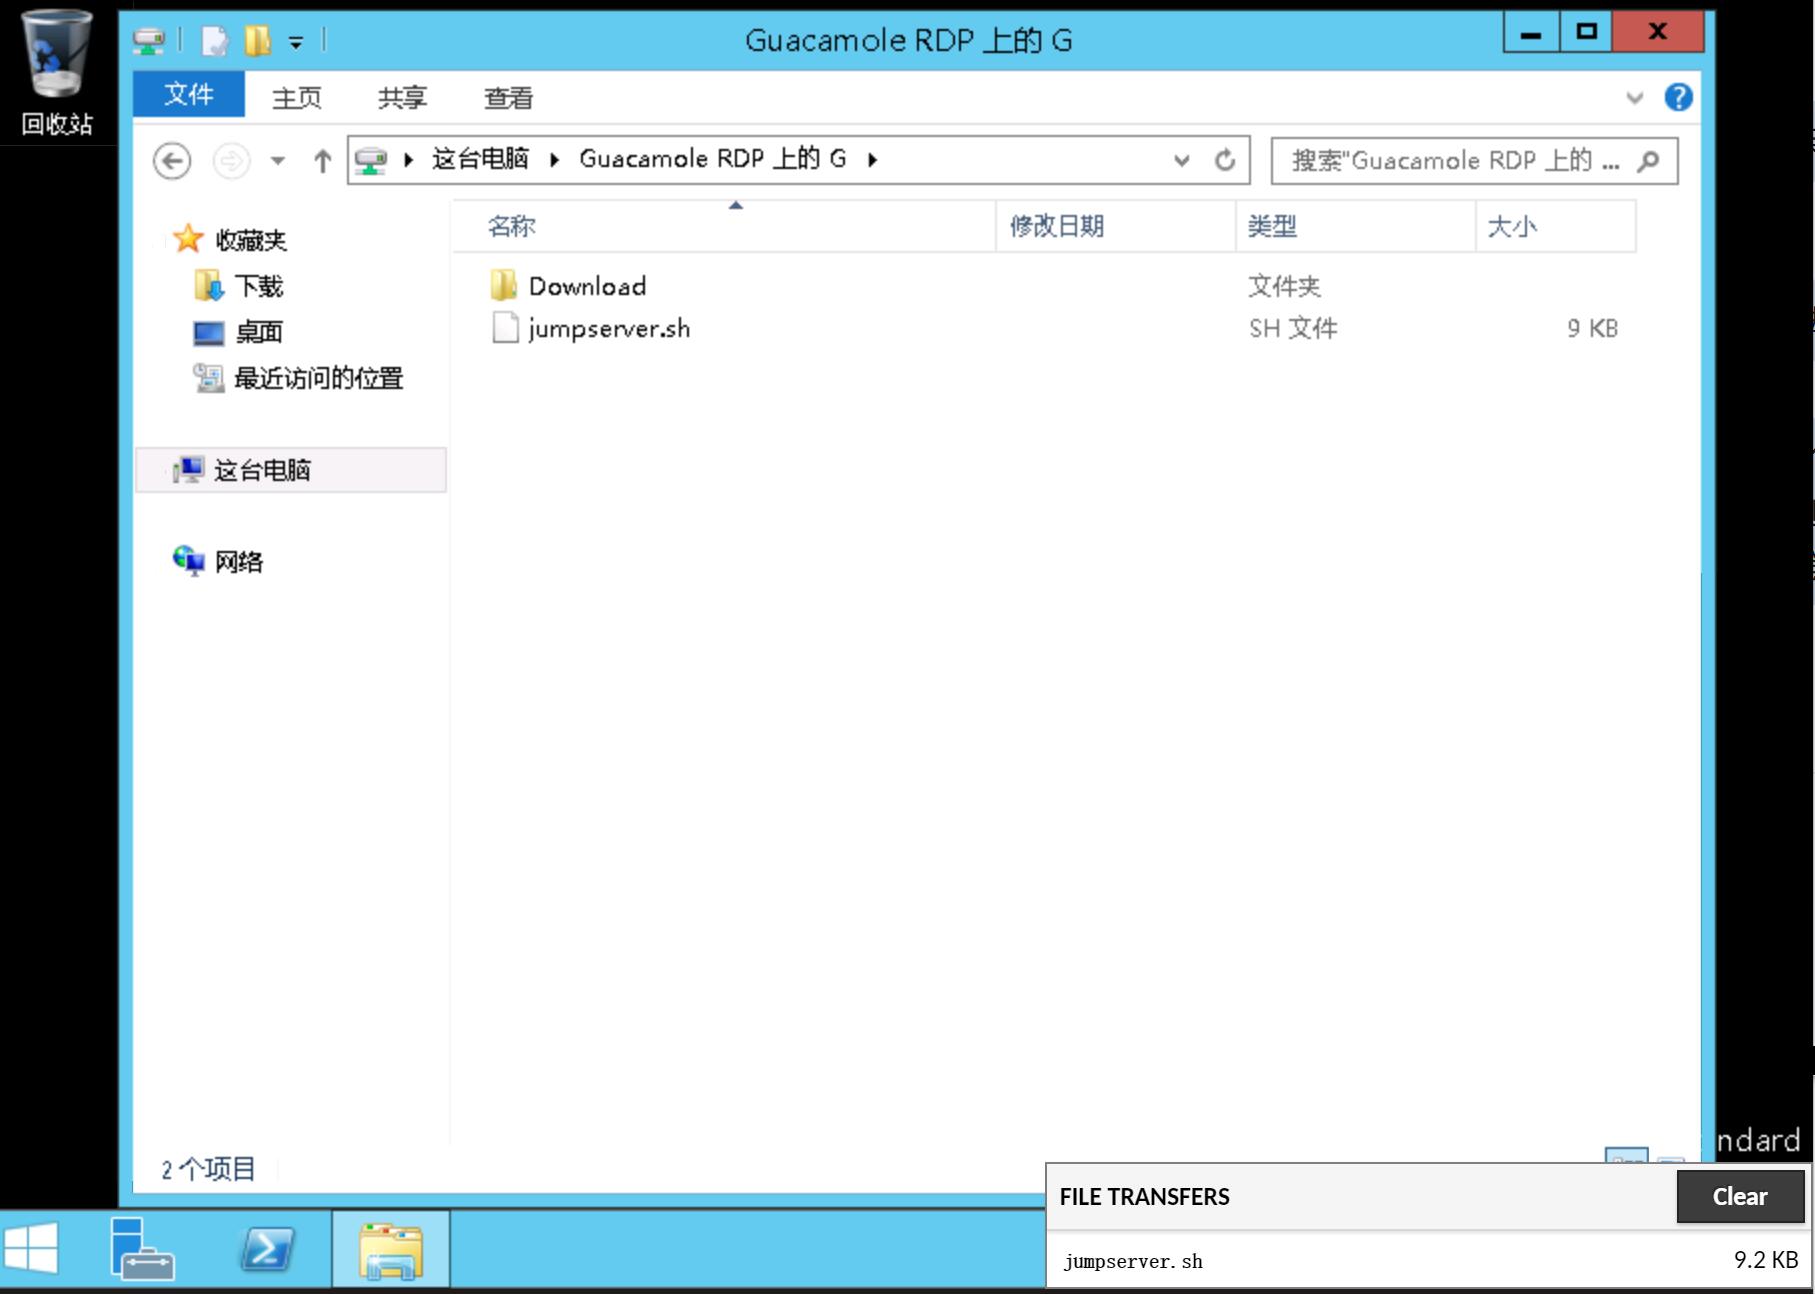 回收站
Guacamole RDP 上的 G
文件 主页 共享 查看
这台电脑 Guacamole RDP 上的 G
搜索"Guacamole RDP 上的 ...
名称 修改日期 类型 大小
收藏夹
下载
桌面
最近访问的位置
这台电脑
网络
Download 文件夹
jumpserver.sh SH 文件 9 KB
2 个项目
ndard
FILE TRANSFERS Clear
jumpserver.sh 9.2 KB